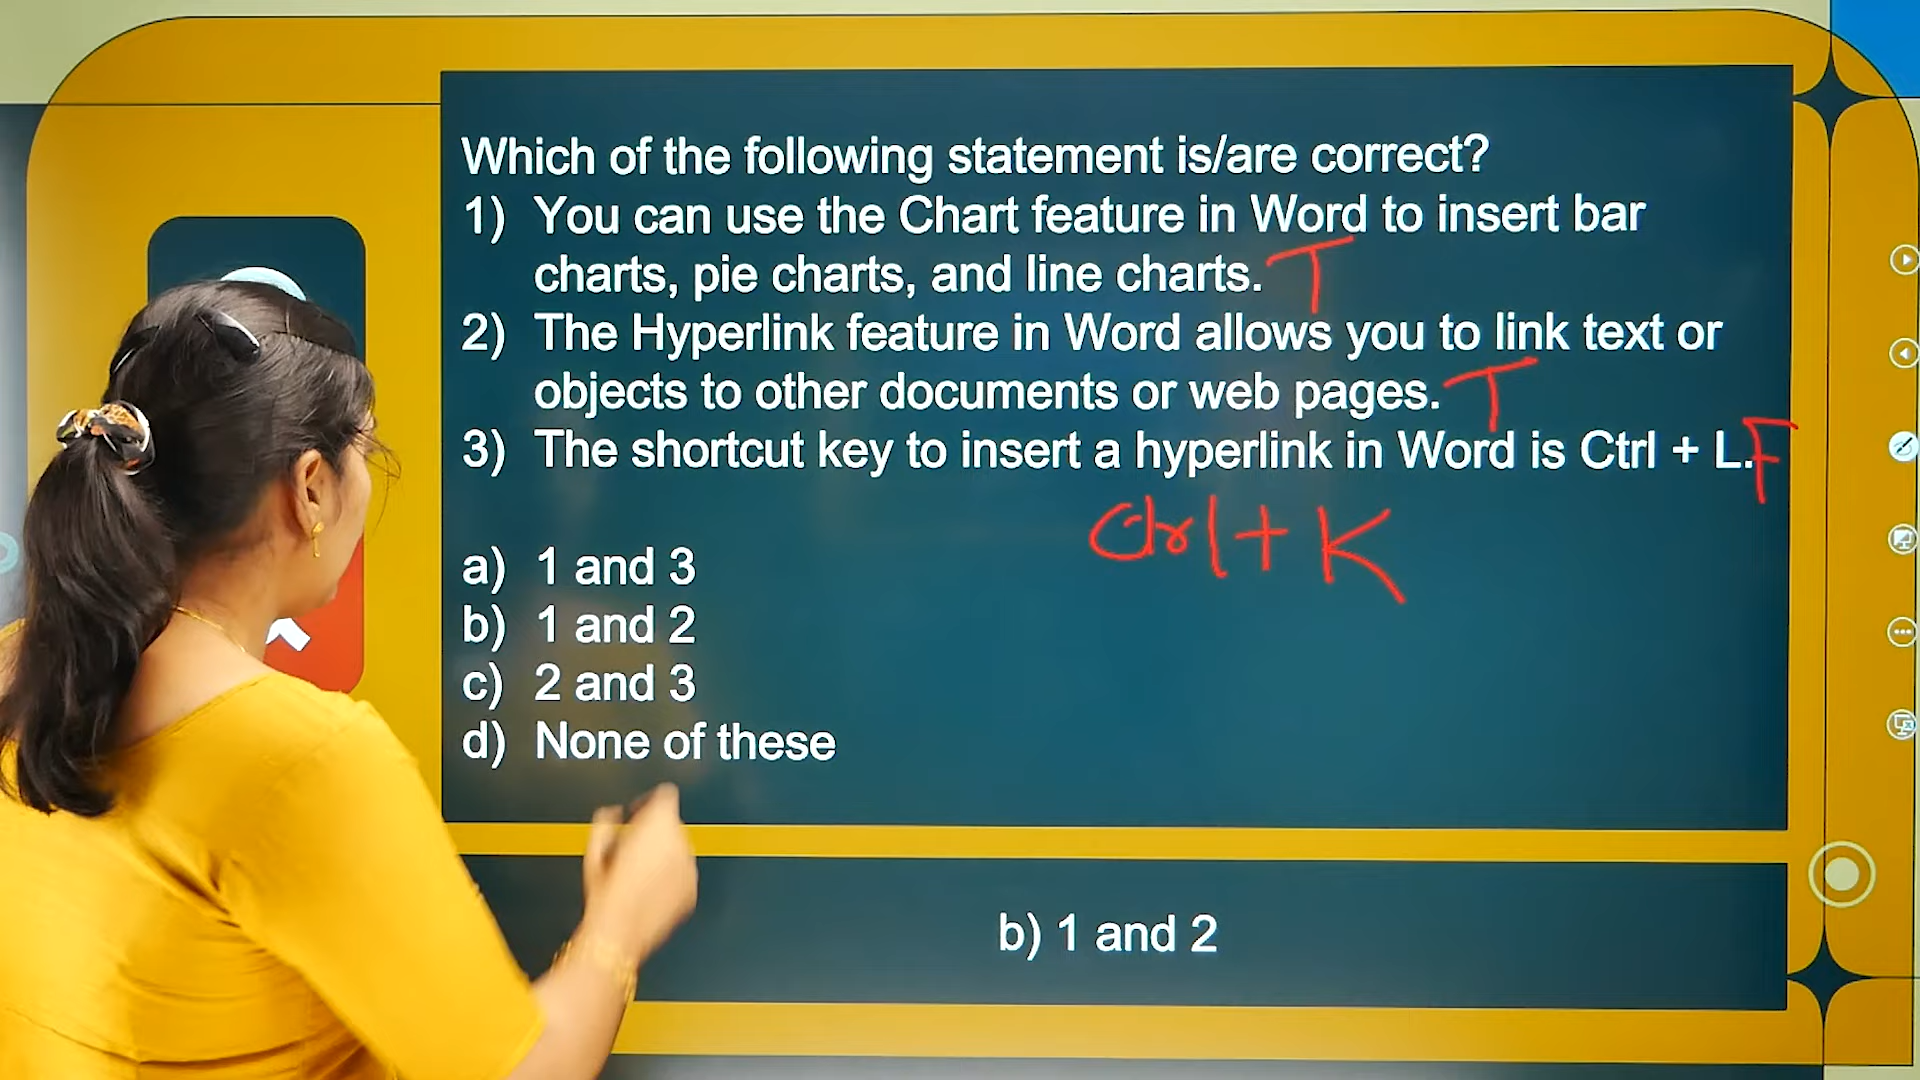 Which of the following statement is/are correct?
1) You can use the Chart feature in Word to insert bar
charts, pie charts, and line charts. T
2) The Hyperlink feature in Word allows you to link text or
objects to other documents or web pages. T
3) The shortcut key to insert a hyperlink in Word is Ctrl + L. F
Ctrl + K
a) 1 and 3
b) 1 and 2
c) 2 and 3
d) None of these
b) 1 and 2